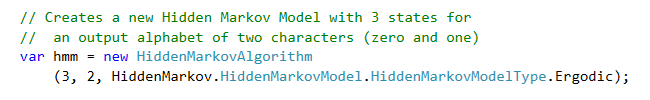 // Creates a new Hidden Markov Model with 3 states for
//  an output alphabet of two characters (zero and one)
var hmm = new HiddenMarkovAlgorithm
    (3, 2, HiddenMarkov.HiddenMarkovModel.HiddenMarkovModelType.Ergodic);